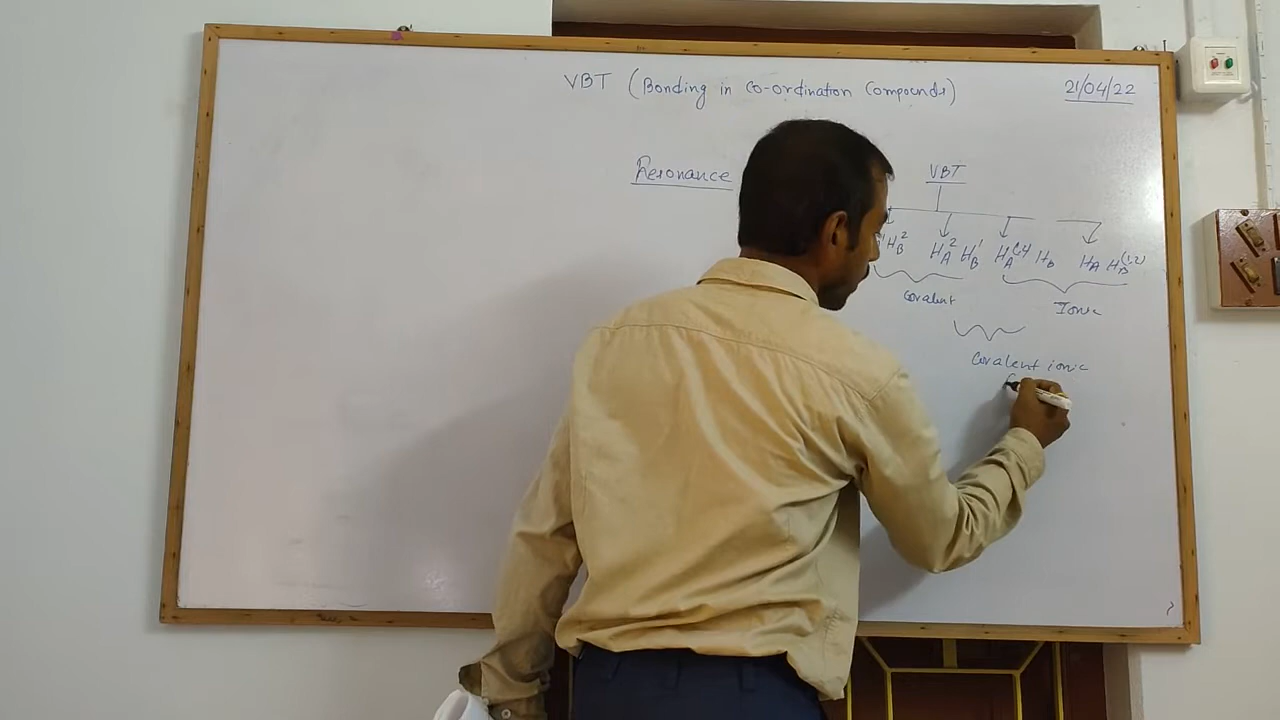 VBT (Bonding in Co-ordination Compounds)
21/04/22
Resonance
VBT
H_B^2 H_A^2 H_B^1 H_A^(1,2) H_B H_A H_B^(1,2)
Covalent
Ionic
Covalent ionic